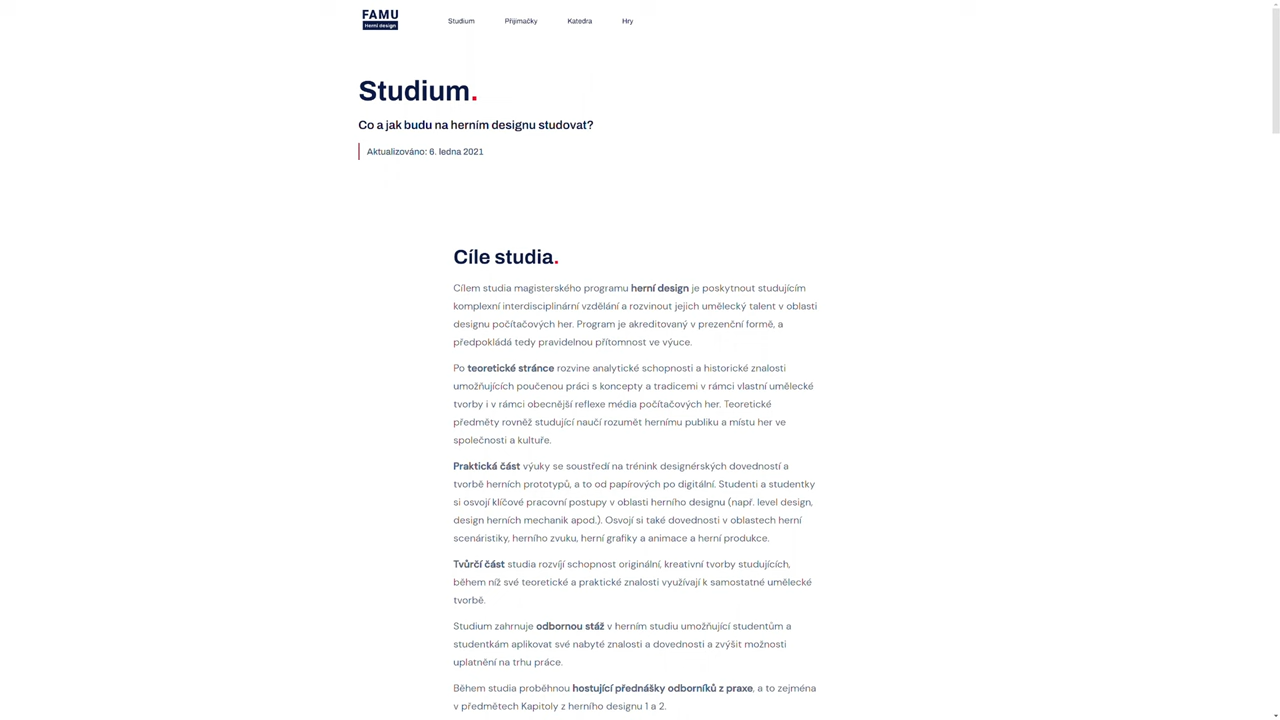 FAMU
Herní design
Studium
Přijímačky
Katedra
Hry
Studium.
Co a jak budu na herním designu studovat?
Aktualizováno: 6. ledna 2021
Cíle studia.
Cílem studia magisterského programu herní design je poskytnout studujícím
komplexní interdisciplinární vzdělání a rozvinout jejich umělecký talent v oblasti
designu počítačových her. Program je akreditovaný v prezenční formě, a
předpokládá tedy pravidelnou přítomnost ve výuce.
Po teoretické stránce rozvine analytické schopnosti a historické znalosti
umožňujících poučenou práci s koncepty a tradicemi v rámci vlastní umělecké
tvorby i v rámci obecnější reflexe média počítačových her. Teoretické
předměty rovněž studující naučí rozumět hernímu publiku a místu her ve
společnosti a kultuře.
Praktická část výuky se soustředí na trénink designérských dovedností a
tvorbě herních prototypů, a to od papírových po digitální. Studenti a studentky
si osvojí klíčové pracovní postupy v oblasti herního designu (např. level design,
design herních mechanik apod.). Osvojí si také dovednosti v oblastech herní
scenáristiky, herního zvuku, herní grafiky a animace a herní produkce.
Tvůrčí část studia rozvíjí schopnost originální, kreativní tvorby studujících,
během níž své teoretické a praktické znalosti využívají k samostatné umělecké
tvorbě.
Studium zahrnuje odbornou stáž v herním studiu umožňující studentům a
studentkám aplikovat své nabyté znalosti a dovednosti a zvýšit možnosti
uplatnění na trhu práce.
Během studia proběhnou hostující přednášky odborníků z praxe, a to zejména
v předmětech Kapitoly z herního designu 1 a 2.